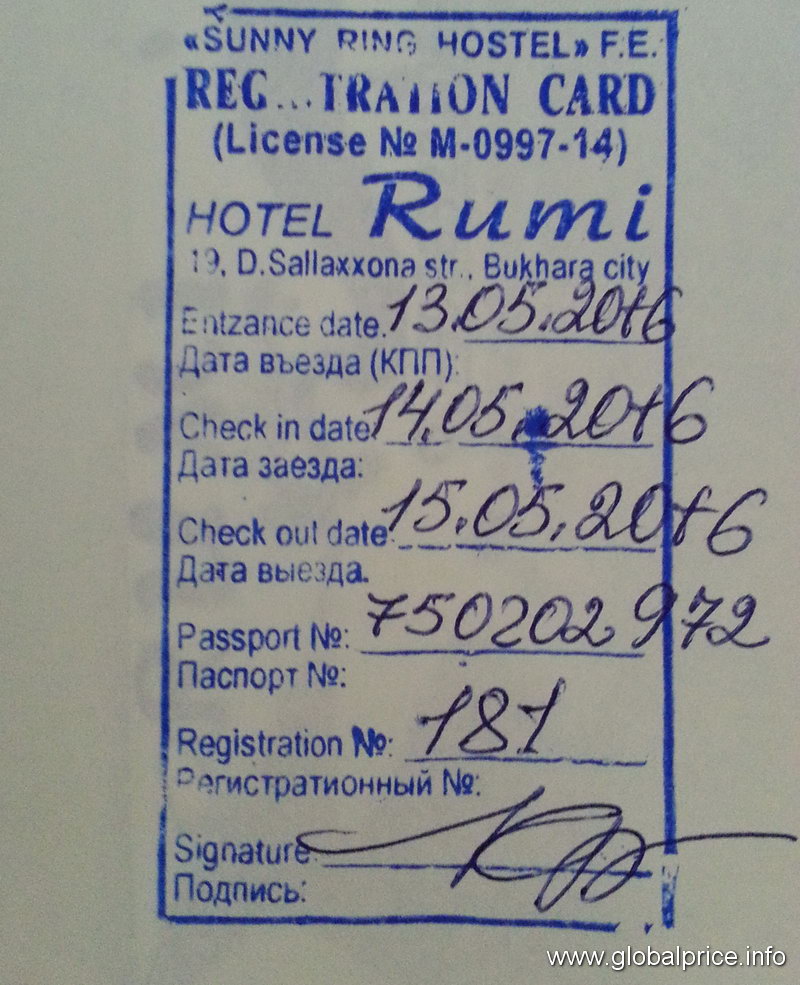 «SUNNY RING HOSTEL» F.E.
REG...TRATION CARD
(License № M-0997-14)
HOTEL Rumi
19, D.Sallaxxona str., Bukhara city
Entzance date. 13.05.2016
Дата въезда (КПП):
Check in date 14.05.2016
Дата заезда:
Check out date 15.05.2016
Дата выезда.
Passport №: 750202972
Паспорт №:
Registration №: 181
Регистратионный №:
Signature:
Подпись:
www.globalprice.info